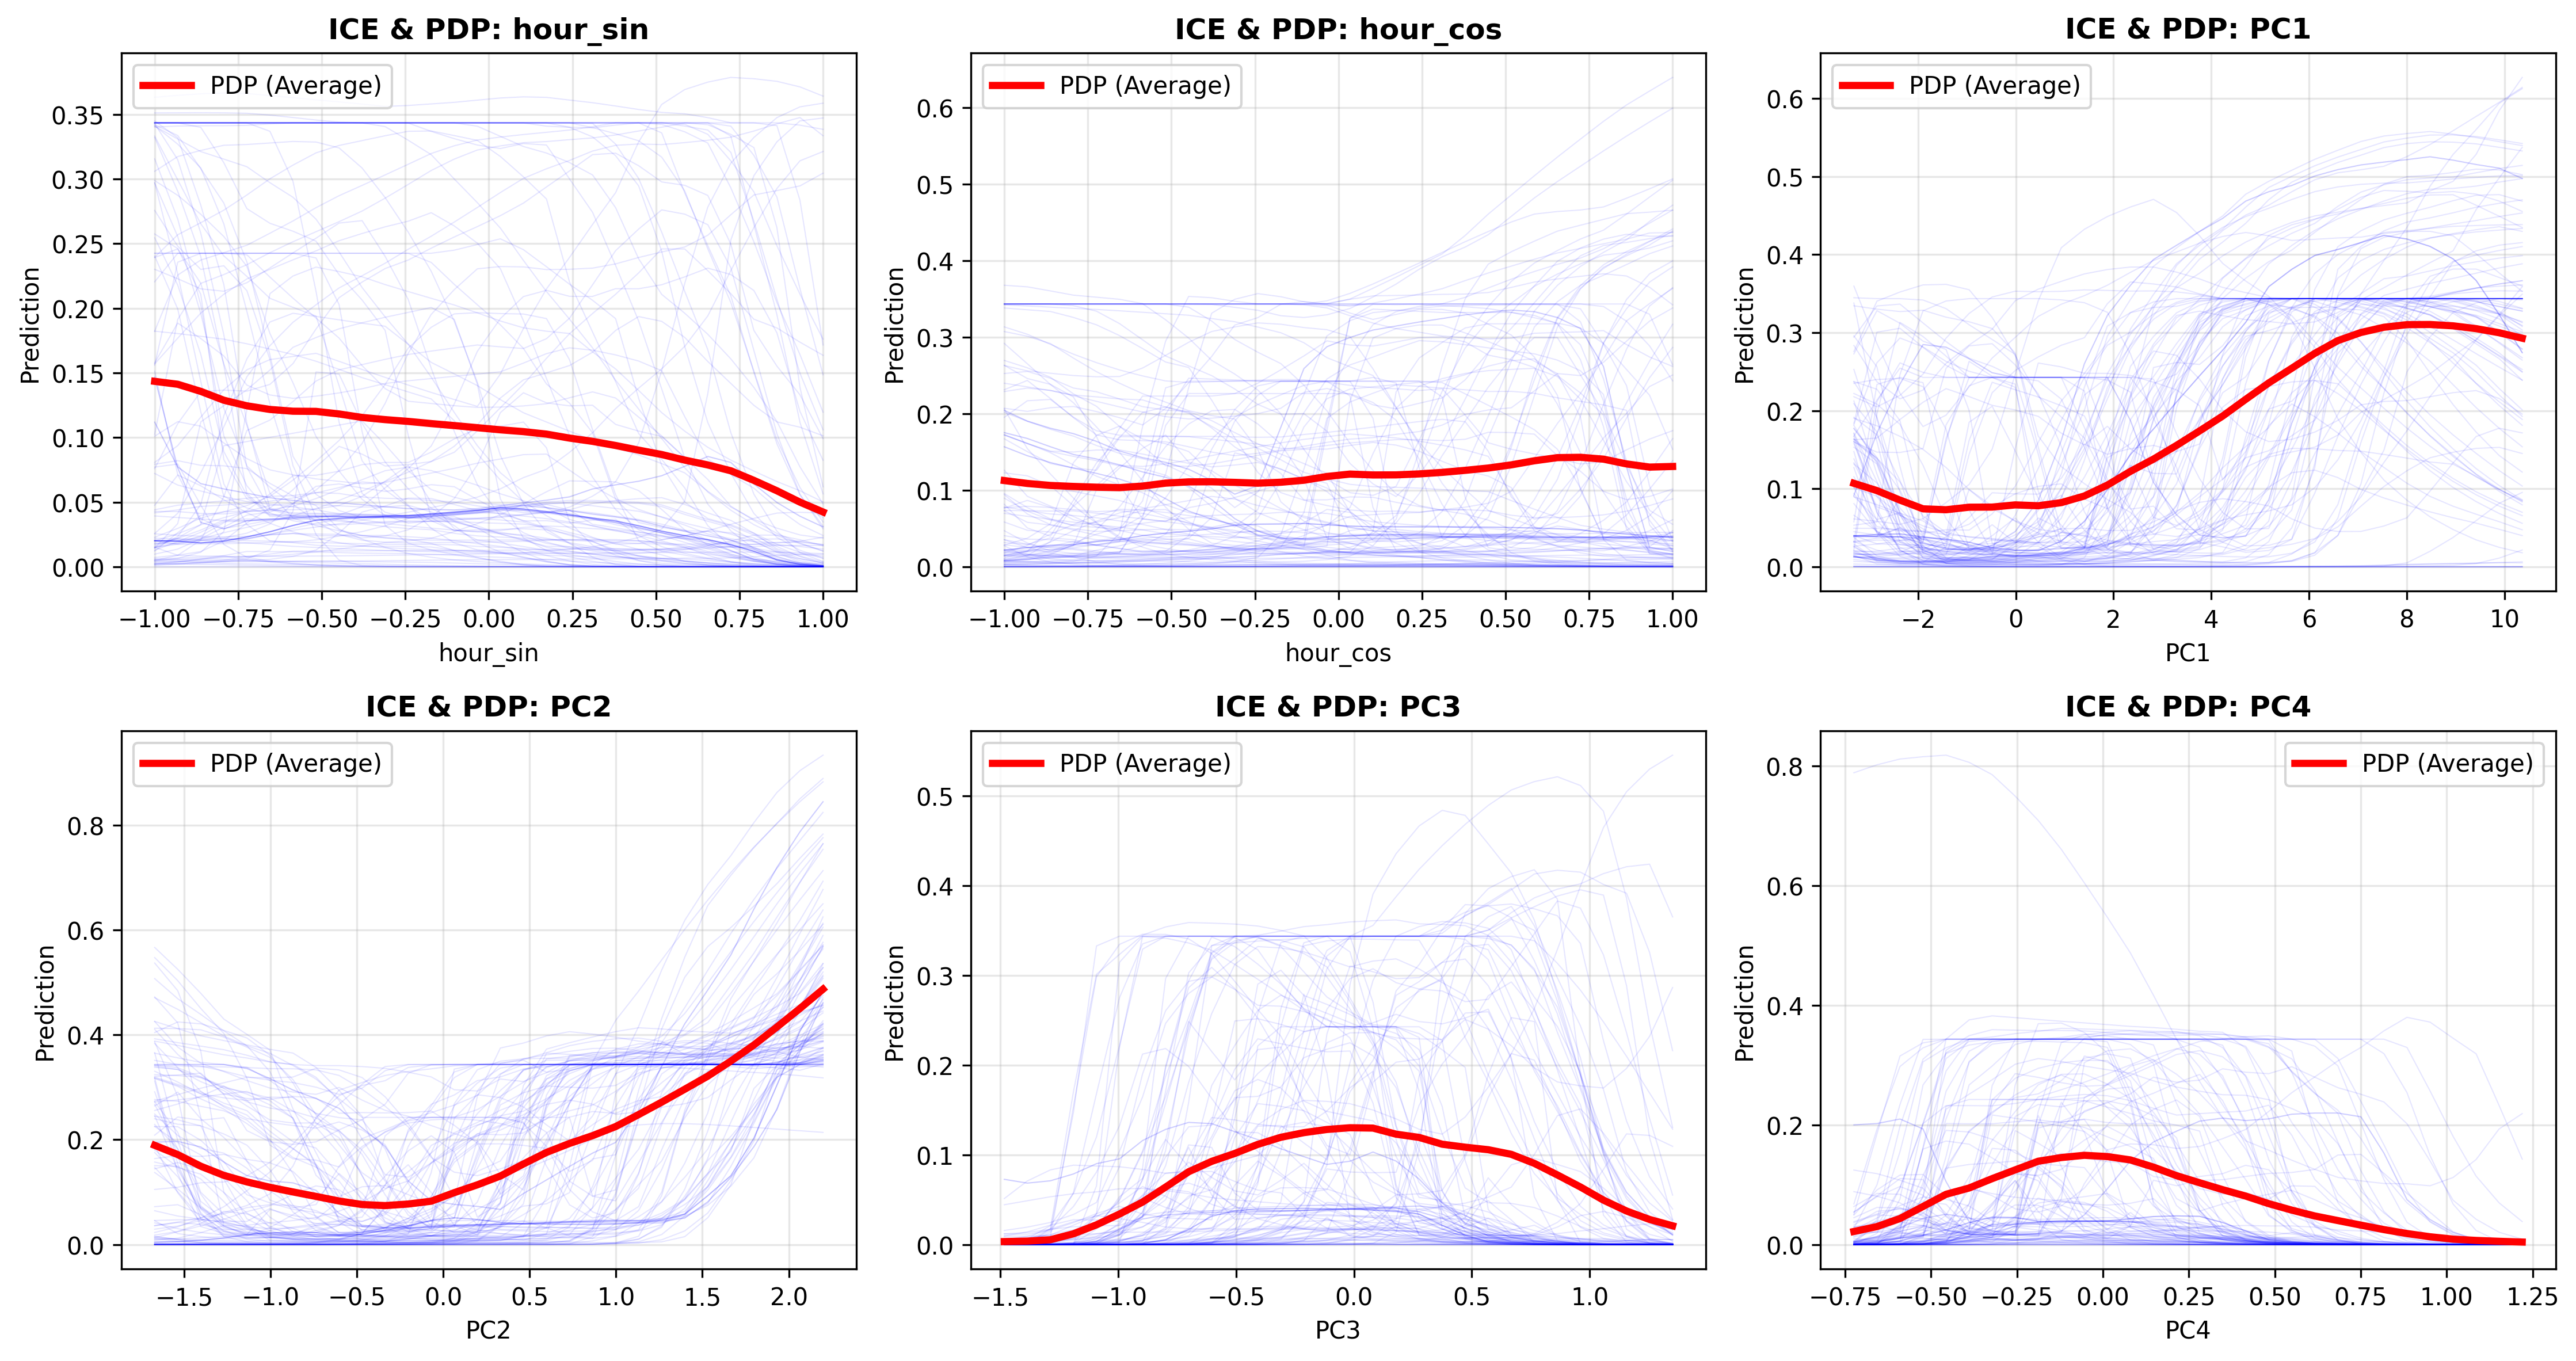 ICE & PDP: hour_sin
PDP (Average)
Prediction
0.35
0.30
0.25
0.20
0.15
0.10
0.05
0.00
−1.00 −0.75 −0.50 −0.25 0.00 0.25 0.50 0.75 1.00
hour_sin
ICE & PDP: hour_cos
PDP (Average)
Prediction
0.6
0.5
0.4
0.3
0.2
0.1
0.0
−1.00 −0.75 −0.50 −0.25 0.00 0.25 0.50 0.75 1.00
hour_cos
ICE & PDP: PC1
PDP (Average)
Prediction
0.6
0.5
0.4
0.3
0.2
0.1
0.0
−2 0 2 4 6 8 10
PC1
ICE & PDP: PC2
PDP (Average)
Prediction
0.8
0.6
0.4
0.2
0.0
−1.5 −1.0 −0.5 0.0 0.5 1.0 1.5 2.0
PC2
ICE & PDP: PC3
PDP (Average)
Prediction
0.5
0.4
0.3
0.2
0.1
0.0
−1.5 −1.0 −0.5 0.0 0.5 1.0
PC3
ICE & PDP: PC4
PDP (Average)
Prediction
0.8
0.6
0.4
0.2
0.0
−0.75 −0.50 −0.25 0.00 0.25 0.50 0.75 1.00 1.25
PC4